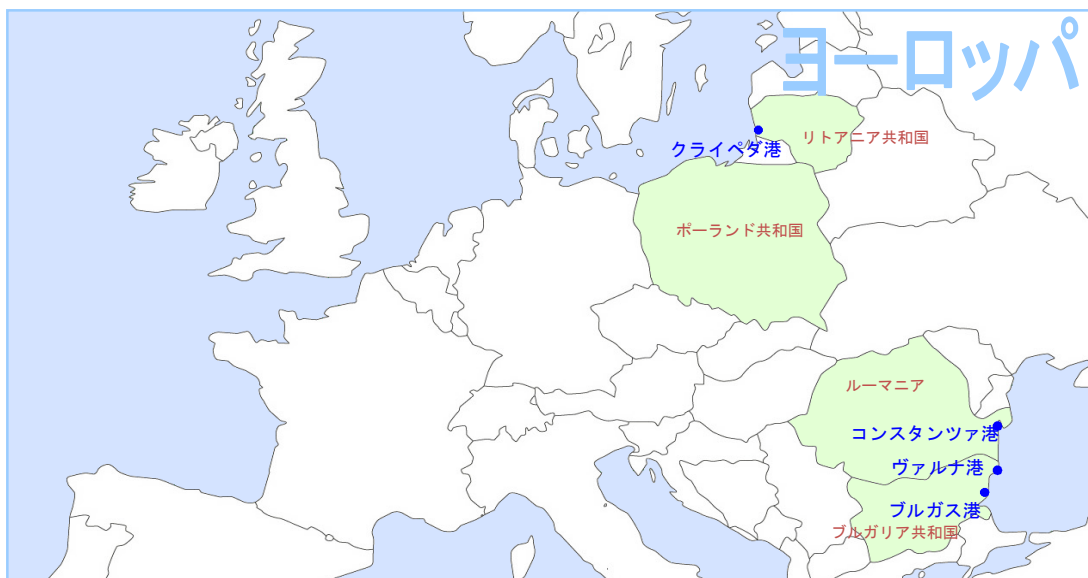 ヨーロッパ
リトアニア共和国
クライペダ港
ポーランド共和国
ルーマニア
コンスタンツァ港
ヴァルナ港
ブルガス港
ブルガリア共和国